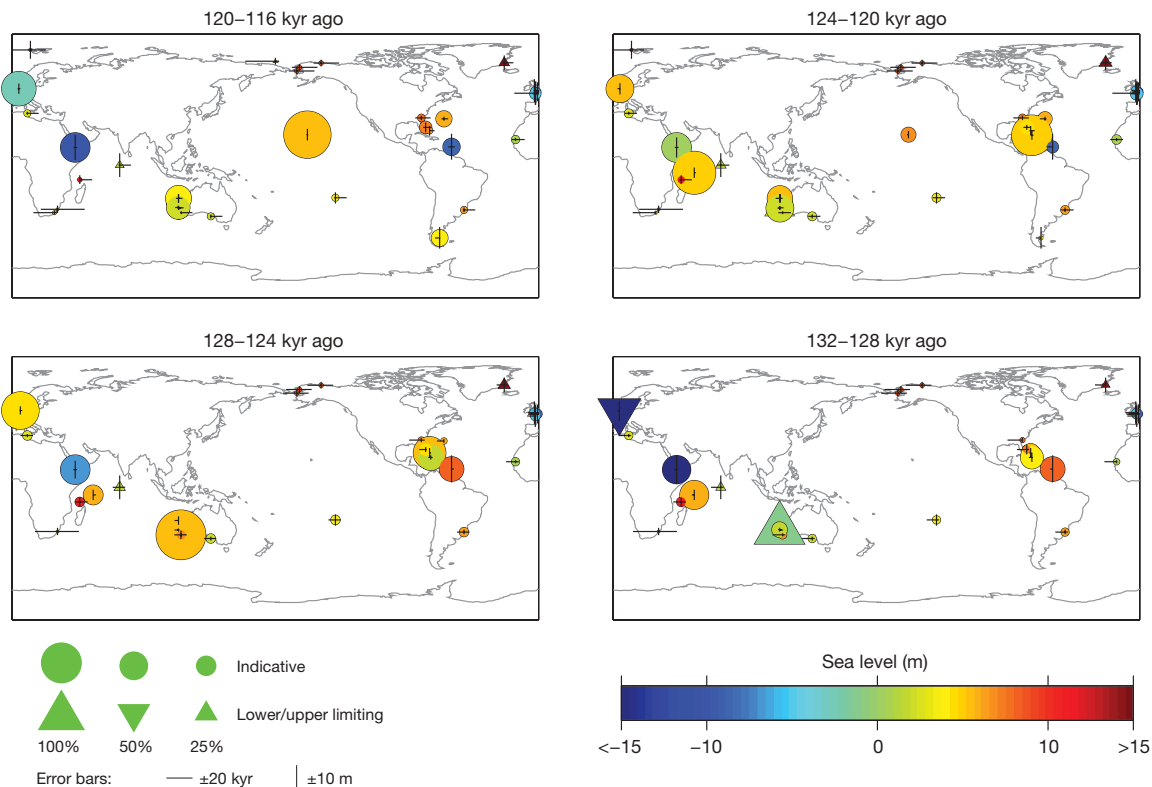 120–116 kyr ago
124–120 kyr ago
128–124 kyr ago
132–128 kyr ago
Indicative
Lower/upper limiting
100% 50% 25%
Error bars: ±20 kyr ±10 m
Sea level (m)
<−15 −10 0 10 >15